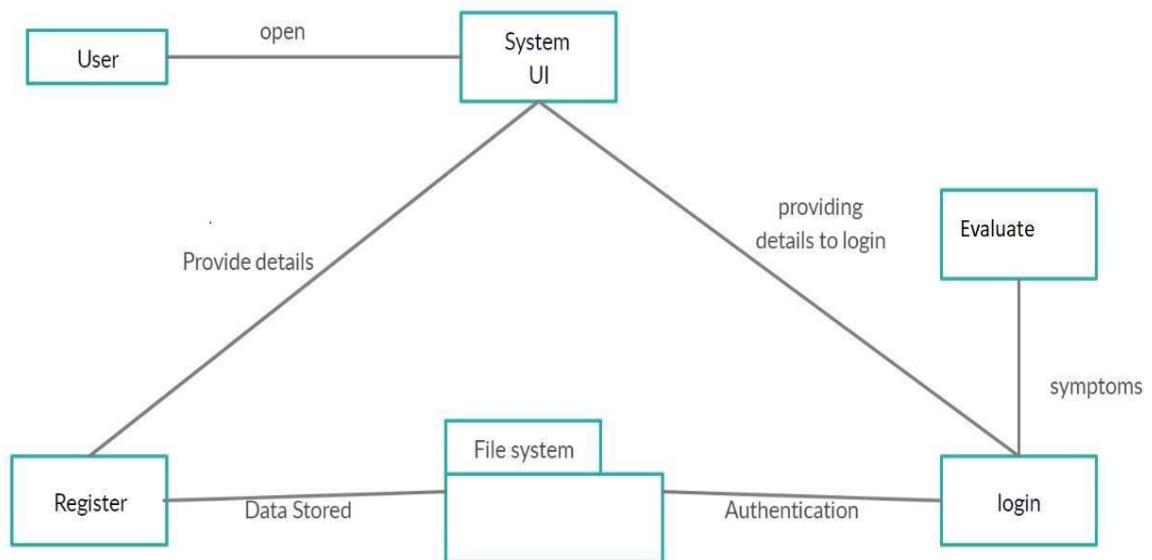 open
User
System
UI
providing
details to login
Evaluate
Provide details
symptoms
File system
Register
Data Stored
Authentication
login